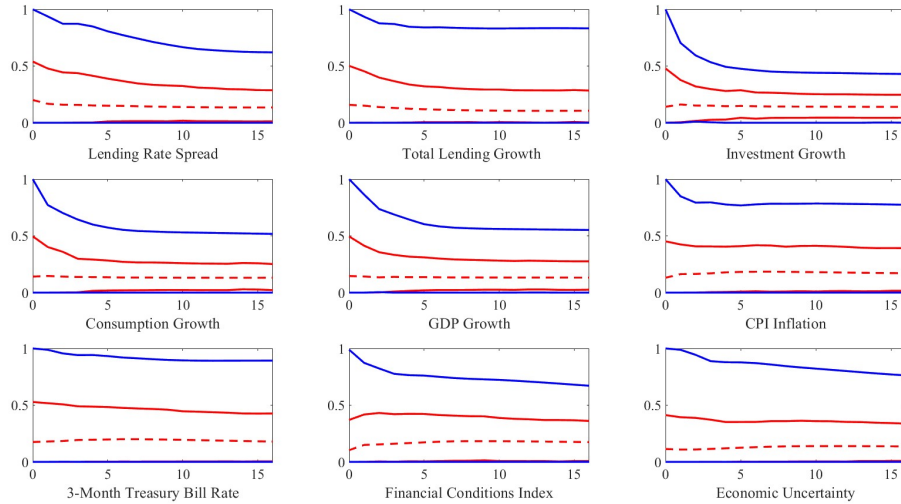 1
0.5
0
0 5 10 15
Lending Rate Spread
1
0.5
0
0 5 10 15
Total Lending Growth
1
0.5
0
0 5 10 15
Investment Growth
1
0.5
0
0 5 10 15
Consumption Growth
1
0.5
0
0 5 10 15
GDP Growth
1
0.5
0
0 5 10 15
CPI Inflation
1
0.5
0
0 5 10 15
3-Month Treasury Bill Rate
1
0.5
0
0 5 10 15
Financial Conditions Index
1
0.5
0
0 5 10 15
Economic Uncertainty